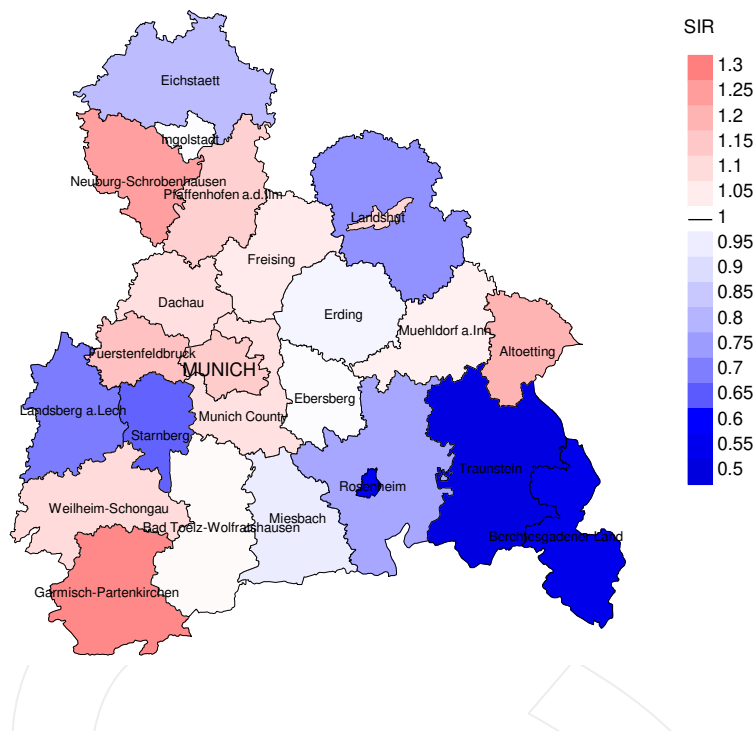 SIR
1.3
1.25
1.2
1.15
1.1
1.05
1
0.95
0.9
0.85
0.8
0.75
0.7
0.65
0.6
0.55
0.5
Eichstaett
Ingolstadt
Neuburg-Schrobenhausen
Pfaffenhofen a.d.Ilm
Landshut
Freising
Dachau
Erding
Muehldorf a.Inn
Altoetting
Fuerstenfeldbruck
MUNICH
Ebersberg
Landsberg a.Lech
Munich County
Starnberg
Traunstein
Rosenheim
Weilheim-Schongau
Miesbach
Bad Toelz-Wolfratshausen
Berchtesgadener Land
Garmisch-Partenkirchen